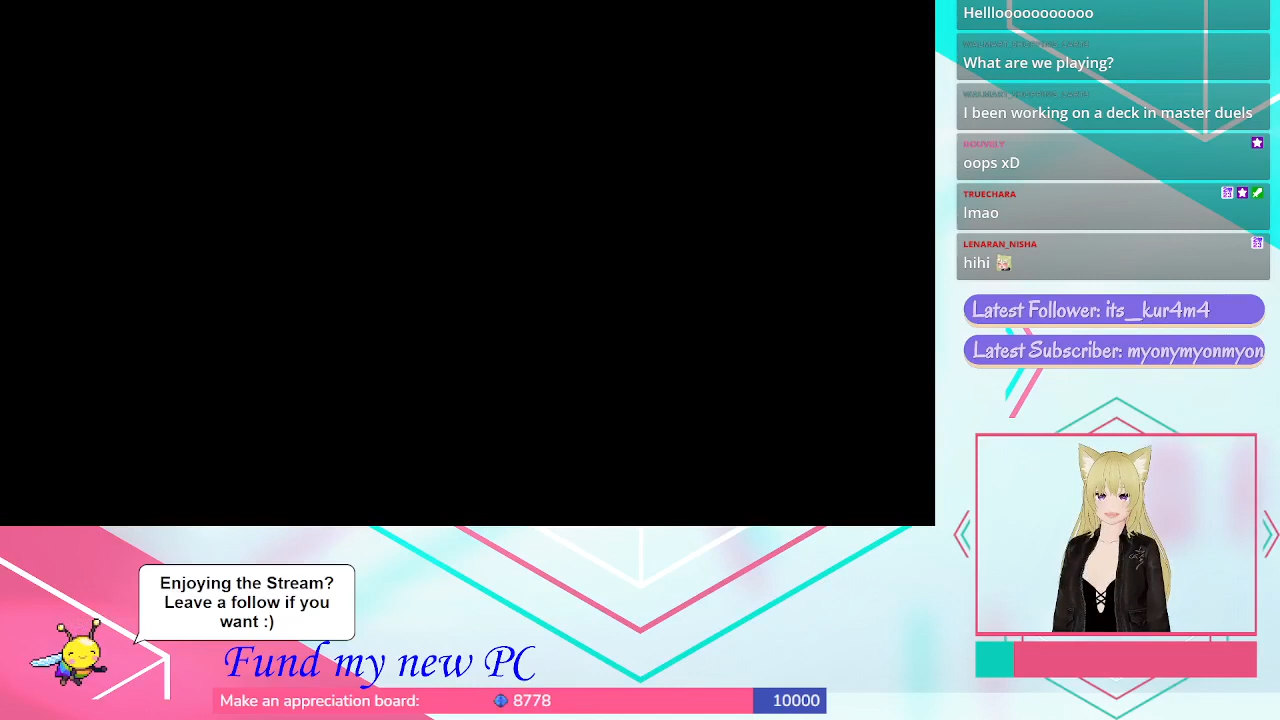 Hellloooooooooooo
What are we playing?
I been working on a deck in master duels
oops xD
TRUECHARA
lmao
LENARAN_NISHA
hihi
Latest Follower: its_kur4m4
Latest Subscriber: myonymyonmyon
Enjoying the Stream?
Leave a follow if you
want :)
Fund my new PC
Make an appreciation board: 8778 10000